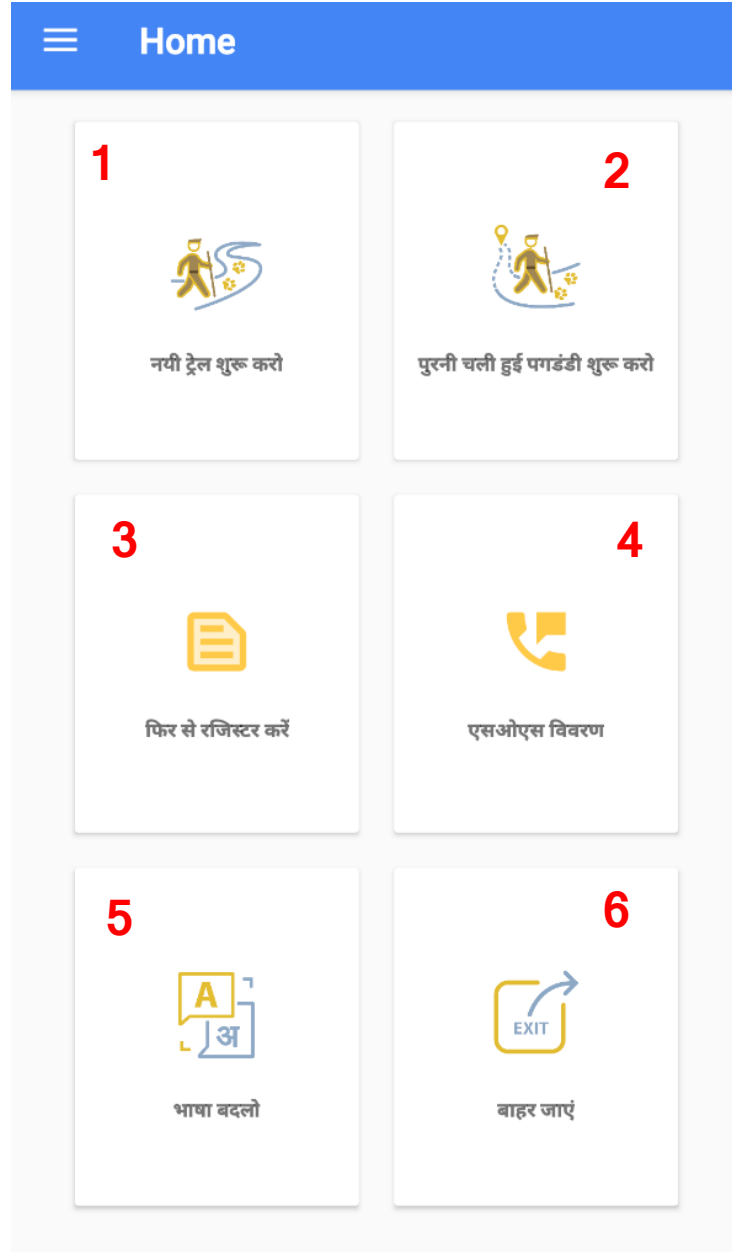 Home
1
2
नयी ट्रेल शुरू करो
पुरनी चली हुई पगडंडी शुरू करो
3
4
फिर से रजिस्टर करें
एसओएस विवरण
5
6
A
अ
EXIT
भाषा बदलो
बाहर जाएं